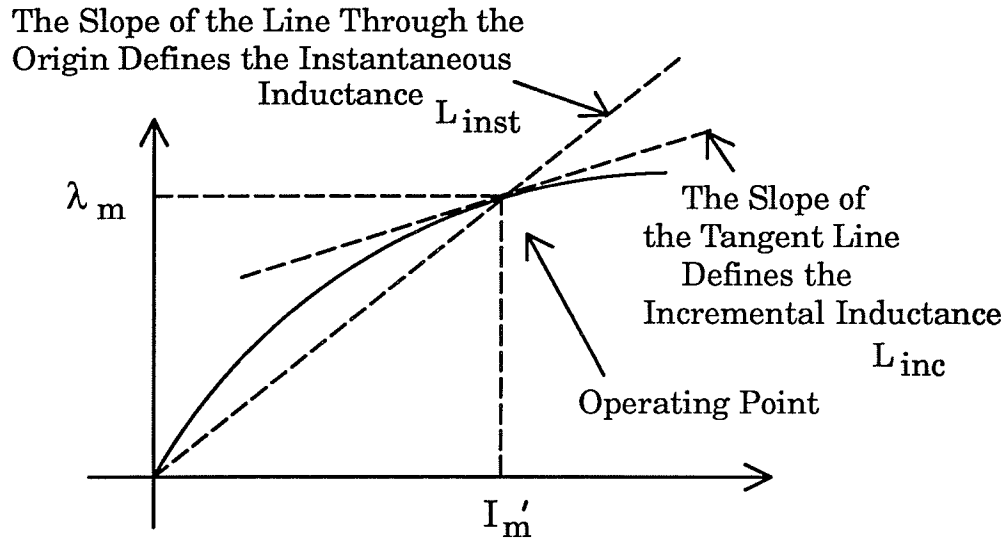 The Slope of the Line Through the
Origin Defines the Instantaneous
Inductance L inst
λ m
The Slope of
the Tangent Line
Defines the
Incremental Inductance
L inc
Operating Point
I m'